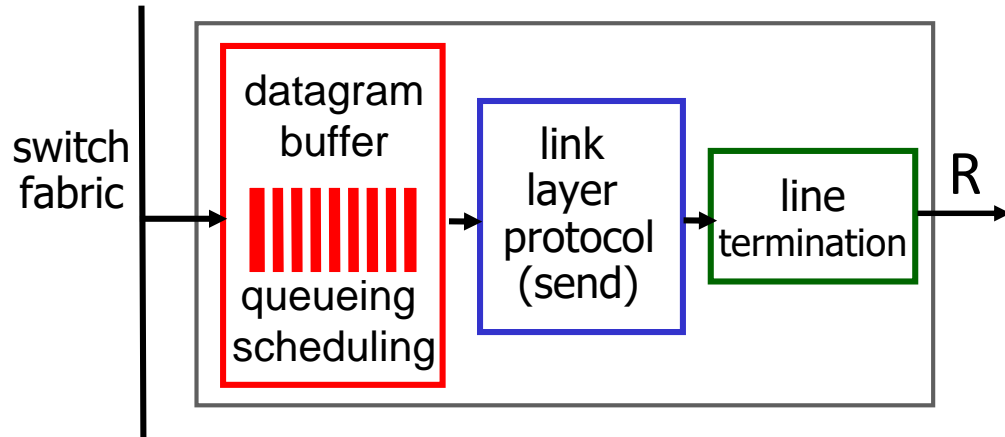 switch
fabric
datagram
buffer
queueing
scheduling
link
layer
protocol
(send)
line
termination
R